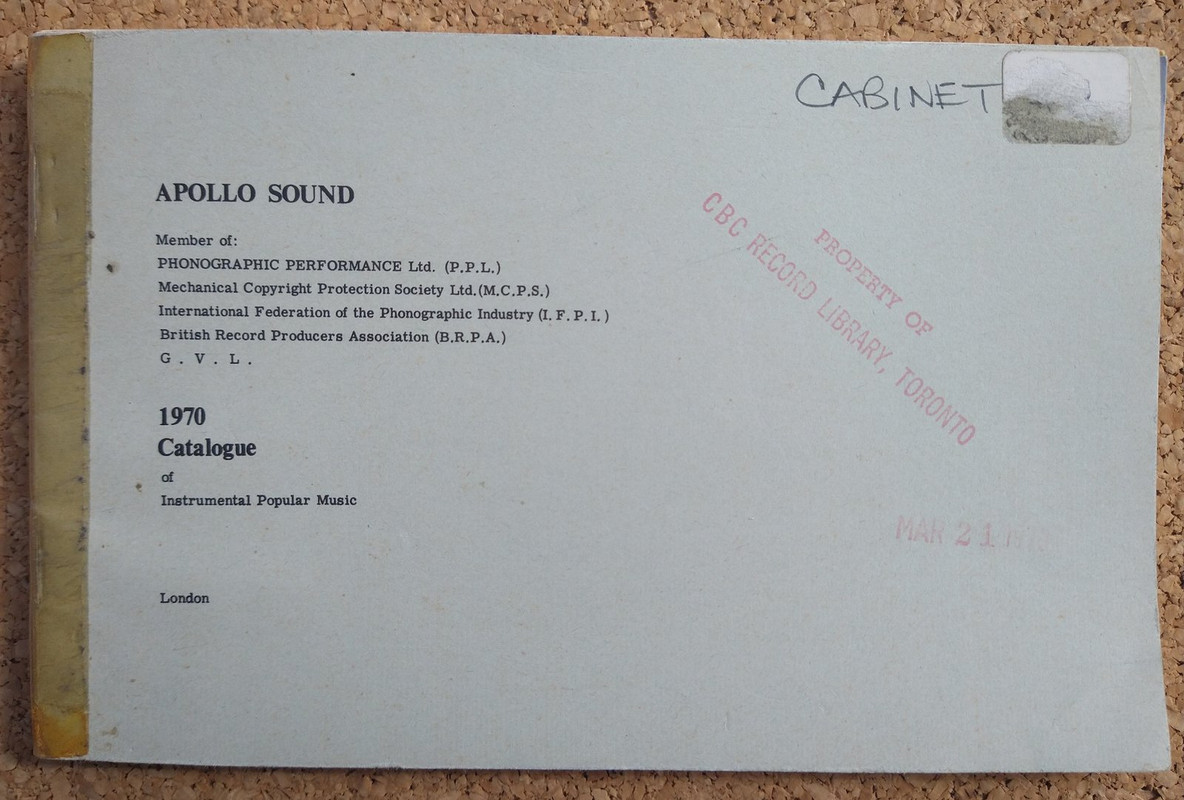 CABINET
APOLLO SOUND
Member of:
PHONOGRAPHIC PERFORMANCE Ltd. (P.P.L.)
Mechanical Copyright Protection Society Ltd.(M.C.P.S.)
International Federation of the Phonographic Industry (I. F. P. I. )
British Record Producers Association (B.R.P.A.)
G . V . L .
1970
Catalogue
of
Instrumental Popular Music
London
PROPERTY OF
CBC RECORD LIBRARY, TORONTO
MAR 21